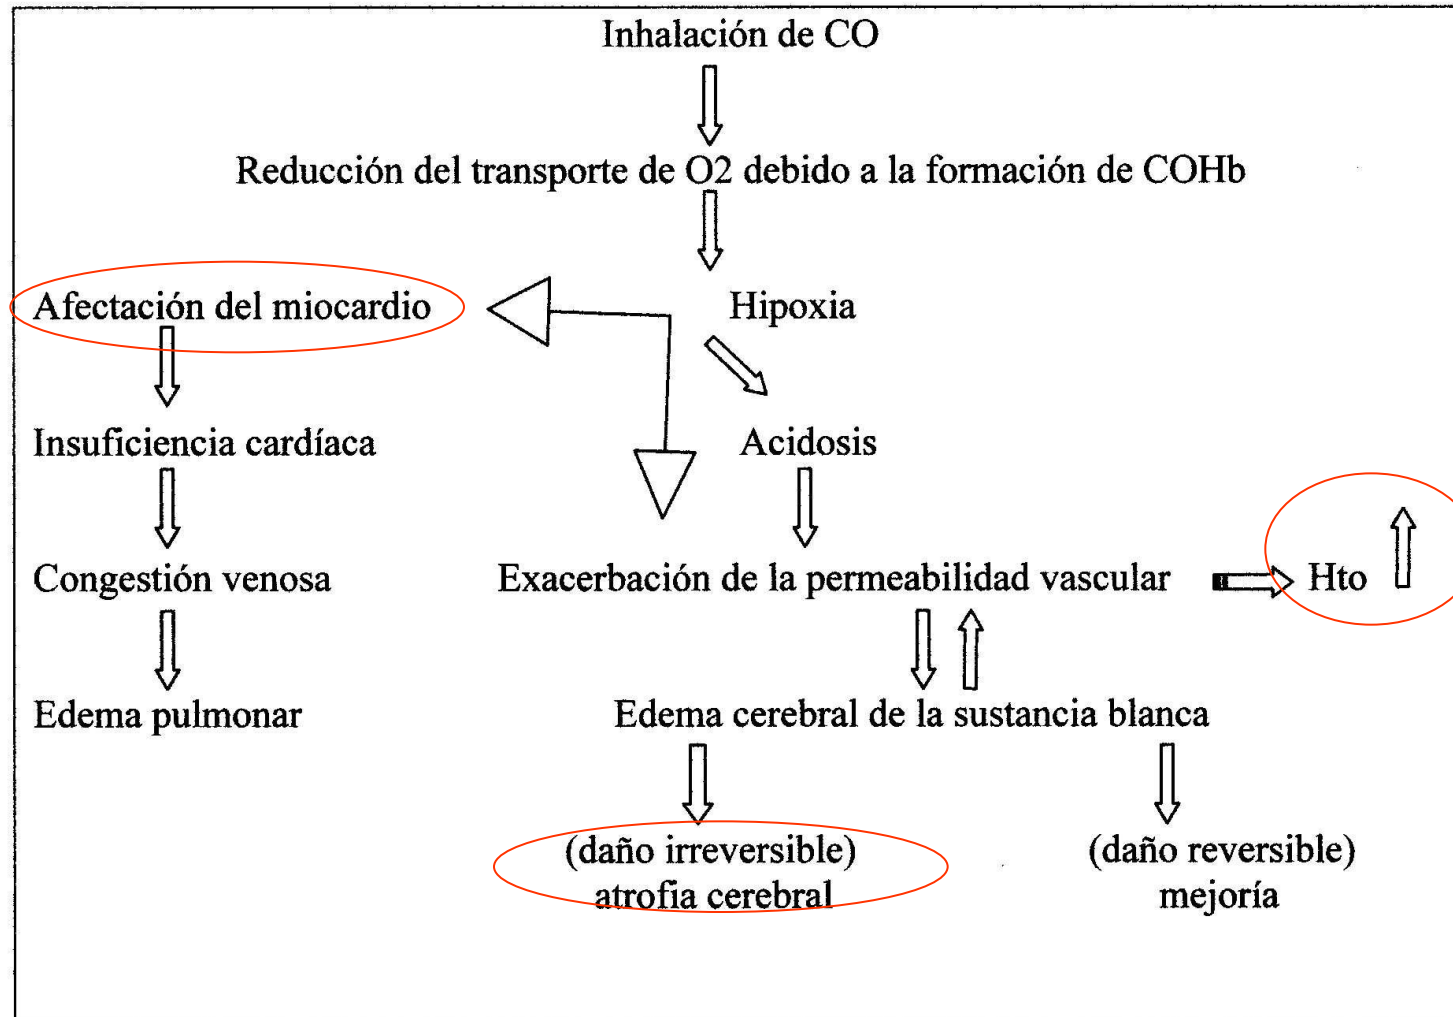 Inhalación de CO
Reducción del transporte de O2 debido a la formación de COHb
Afectación del miocardio
Hipoxia
Insuficiencia cardíaca
Acidosis
Congestión venosa
Exacerbación de la permeabilidad vascular
Hto
Edema pulmonar
Edema cerebral de la sustancia blanca
(daño irreversible)
atrofia cerebral
(daño reversible)
mejoría